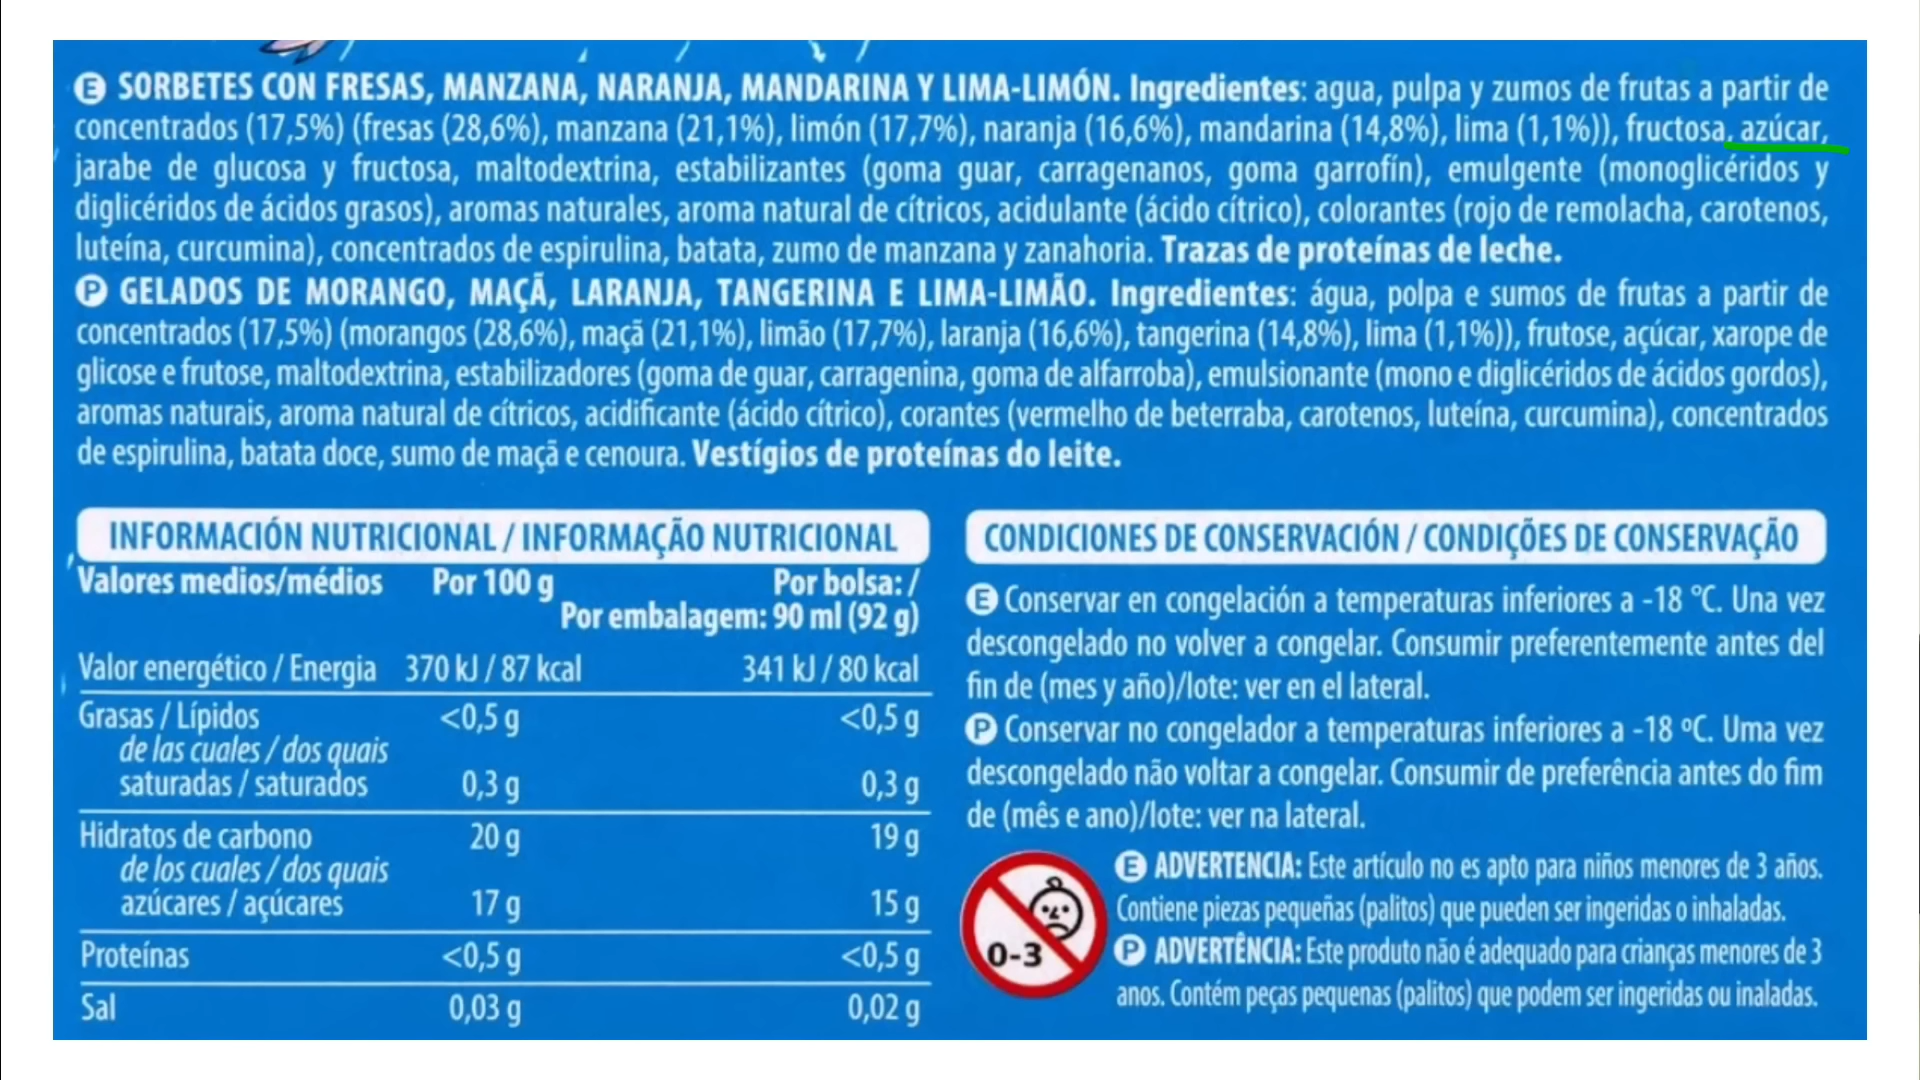 E SORBETES CON FRESAS, MANZANA, NARANJA, MANDARINA Y LIMA-LIMÓN. Ingredientes: agua, pulpa y zumos de frutas a partir de
concentrados (17,5%) (fresas (28,6%), manzana (21,1%), limón (17,7%), naranja (16,6%), mandarina (14,8%), lima (1,1%)), fructosa, azúcar,
jarabe de glucosa y fructosa, maltodextrina, estabilizantes (goma guar, carragenanos, goma garrofín), emulgente (monoglicéridos y
diglicéridos de ácidos grasos), aromas naturales, aroma natural de cítricos, acidulante (ácido cítrico), colorantes (rojo de remolacha, carotenos,
luteína, curcumina), concentrados de espirulina, batata, zumo de manzana y zanahoria. Trazas de proteínas de leche.
P GELADOS DE MORANGO, MAÇÃ, LARANJA, TANGERINA E LIMA-LIMÃO. Ingredientes: água, polpa e sumos de frutas a partir de
concentrados (17,5%) (morangos (28,6%), maçã (21,1%), limão (17,7%), laranja (16,6%), tangerina (14,8%), lima (1,1%)), frutose, açúcar, xarope de
glicose e frutose, maltodextrina, estabilizadores (goma de guar, carragenina, goma de alfarroba), emulsionante (mono e diglicéridos de ácidos gordos),
aromas naturais, aroma natural de cítricos, acidificante (ácido cítrico), corantes (vermelho de beterraba, carotenos, luteína, curcumina), concentrados
de espirulina, batata doce, sumo de maçã e cenoura. Vestígios de proteínas do leite.
INFORMACIÓN NUTRICIONAL / INFORMAÇÃO NUTRICIONAL
Valores medios/médios Por 100 g Por bolsa: /
Por embalagem: 90 ml (92 g)
Valor energético / Energia 370 kJ / 87 kcal 341 kJ / 80 kcal
Grasas / Lípidos <0,5 g <0,5 g
de las cuales / dos quais
saturadas / saturados 0,3 g 0,3 g
Hidratos de carbono 20 g 19 g
de los cuales / dos quais
azúcares / açúcares 17 g 15 g
Proteínas <0,5 g <0,5 g
Sal 0,03 g 0,02 g
CONDICIONES DE CONSERVACIÓN / CONDIÇÕES DE CONSERVAÇÃO
E Conservar en congelación a temperaturas inferiores a -18 °C. Una vez
descongelado no volver a congelar. Consumir preferentemente antes del
fin de (mes y año)/lote: ver en el lateral.
P Conservar no congelador a temperaturas inferiores a -18 ºC. Uma vez
descongelado não voltar a congelar. Consumir de preferência antes do fim
de (mês e ano)/lote: ver na lateral.
0-3
E ADVERTENCIA: Este artículo no es apto para niños menores de 3 años.
Contiene piezas pequeñas (palitos) que pueden ser ingeridas o inhaladas.
P ADVERTÊNCIA: Este produto não é adequado para crianças menores de 3
anos. Contém peças pequenas (palitos) que podem ser ingeridas ou inaladas.